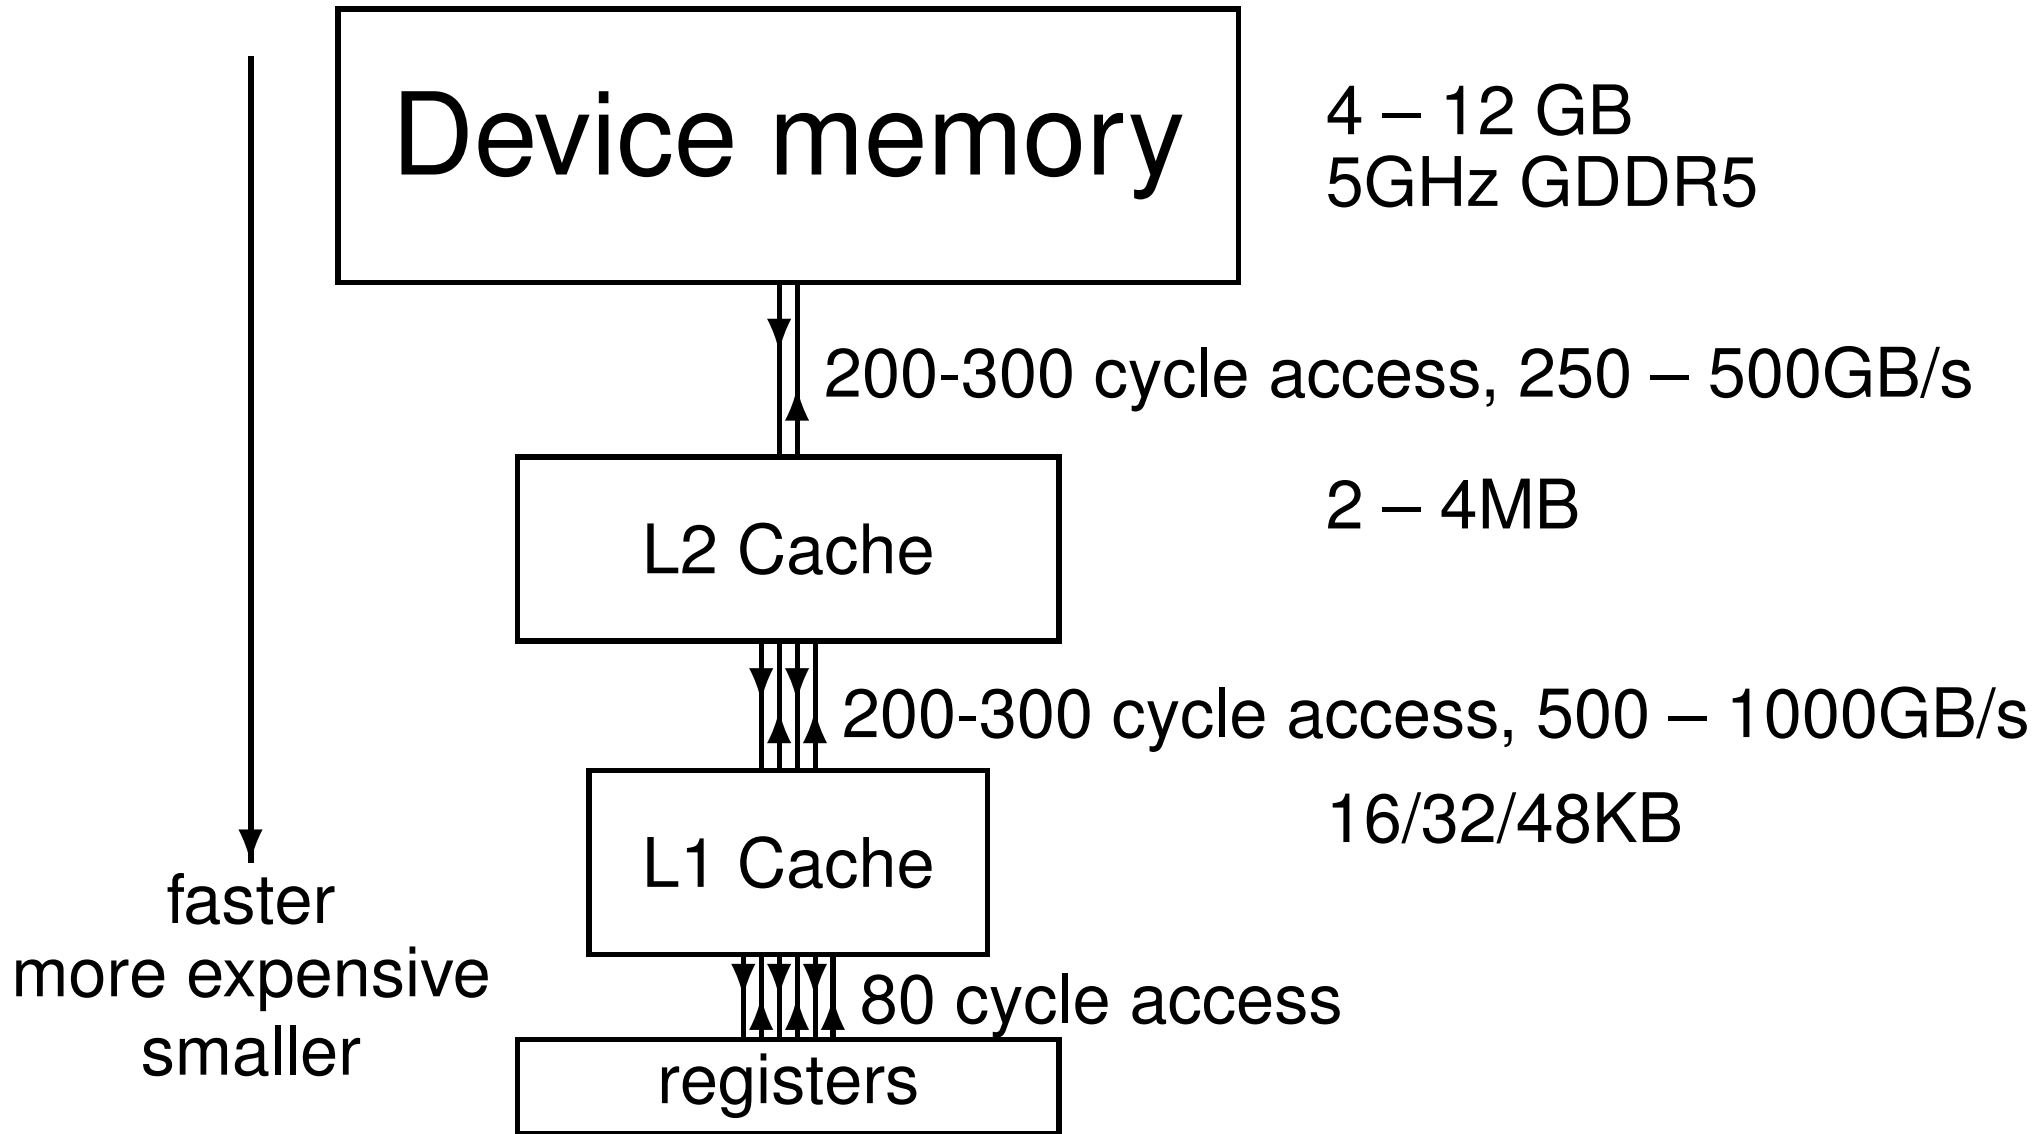 Device memory
4 – 12 GB
5GHz GDDR5
200-300 cycle access, 250 – 500GB/s
2 – 4MB
L2 Cache
200-300 cycle access, 500 – 1000GB/s
16/32/48KB
L1 Cache
faster
more expensive
smaller
80 cycle access
registers